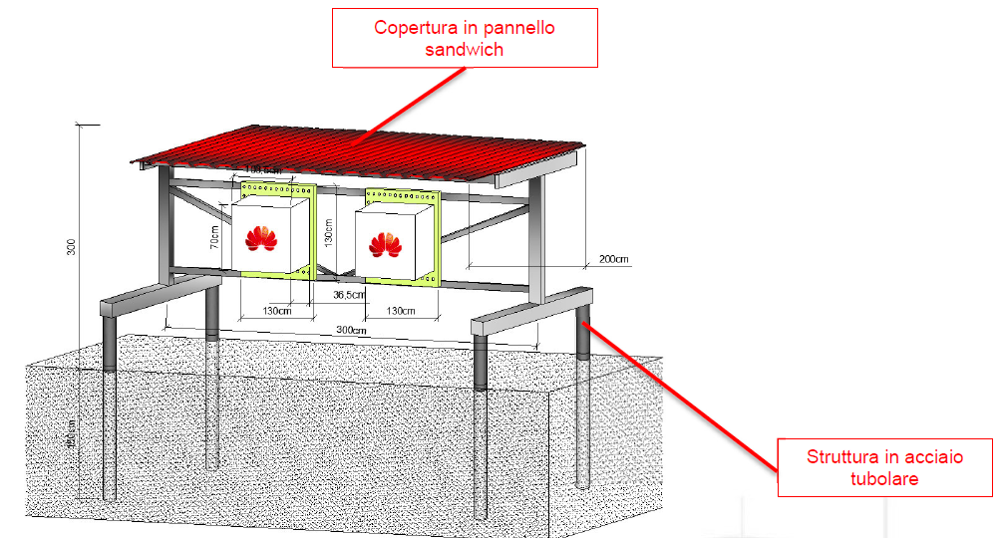 Copertura in pannello
sandwich
70cm
130cm
300
200cm
36,5cm
130cm
130cm
300cm
Struttura in acciaio
tubolare